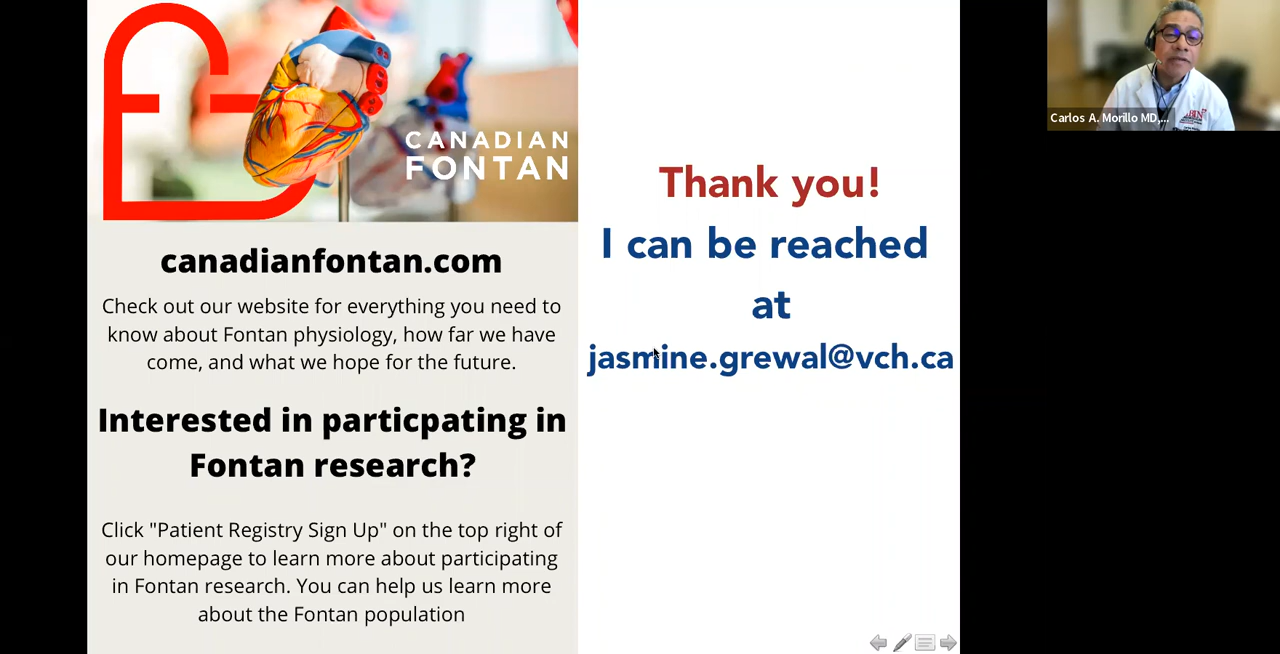 CANADIAN
FONTAN
canadianfontan.com
Check out our website for everything you need to
know about Fontan physiology, how far we have
come, and what we hope for the future.
Interested in particpating in
Fontan research?
Click "Patient Registry Sign Up" on the top right of
our homepage to learn more about participating
in Fontan research. You can help us learn more
about the Fontan population
Thank you!
I can be reached
at
jasmine.grewal@vch.ca
Carlos A. Morillo MD,...